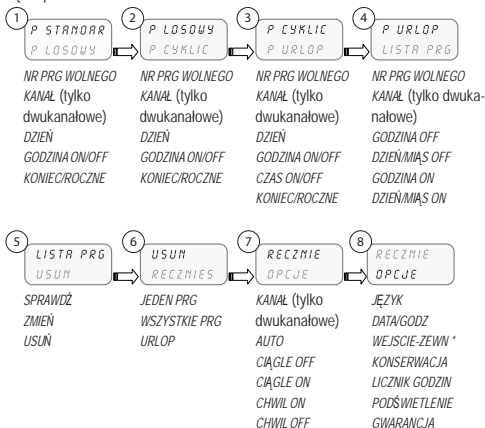 1
P STANDAR
P LOSOWY
NR PRG WOLNEGO
KANAŁ (tylko
dwukanałowe)
DZIEŃ
GODZINA ON/OFF
KONIEC/ROCZNE
2
P LOSOWY
P CYKLIC
NR PRG WOLNEGO
KANAŁ (tylko
dwukanałowe)
DZIEŃ
GODZINA ON/OFF
KONIEC/ROCZNE
3
P CYKLIC
P URLOP
NR PRG WOLNEGO
KANAŁ (tylko
dwukanałowe)
DZIEŃ
GODZINA ON/OFF
CZAS ON/OFF
KONIEC/ROCZNE
4
P URLOP
LISTA PRG
NR PRG WOLNEGO
KANAŁ (tylko dwuka-
nałowe)
GODZINA OFF
DZIEŃ/MIĄS OFF
GODZINA ON
DZIEŃ/MIĄS ON
5
LISTA PRG
USUN
SPRAWDŹ
ZMIEŃ
USUŃ
6
USUN
RECZNIES
JEDEN PRG
WSZYSTKIE PRG
URLOP
7
RECZNIE
OPCJE
KANAŁ (tylko
dwukanałowe)
AUTO
CIĄGLE OFF
CIĄGLE ON
CHWIL ON
CHWIL OFF
8
RECZNIE
OPCJE
JĘZYK
DATA/GODZ
WEJSCIE-ZEWN *
KONSERWACJA
LICZNIK GODZIN
PODŚWIETLENIE
GWARANCJA